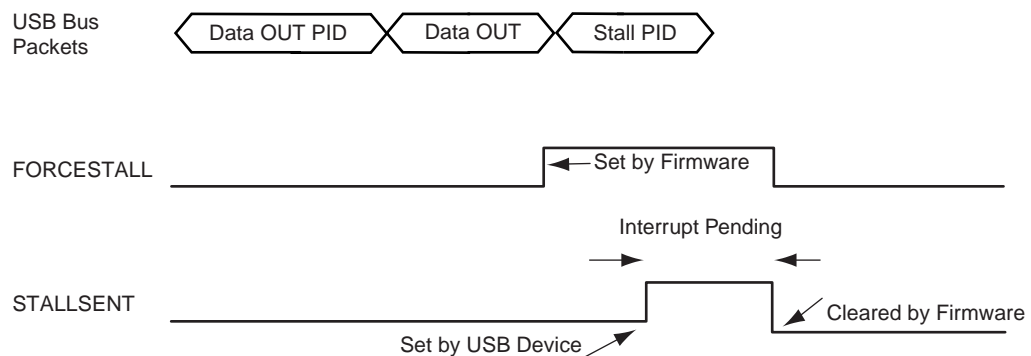 USB Bus
Packets
Data OUT PID
Data OUT
Stall PID
FORCESTALL
Set by Firmware
Interrupt Pending
STALLSENT
Cleared by Firmware
Set by USB Device